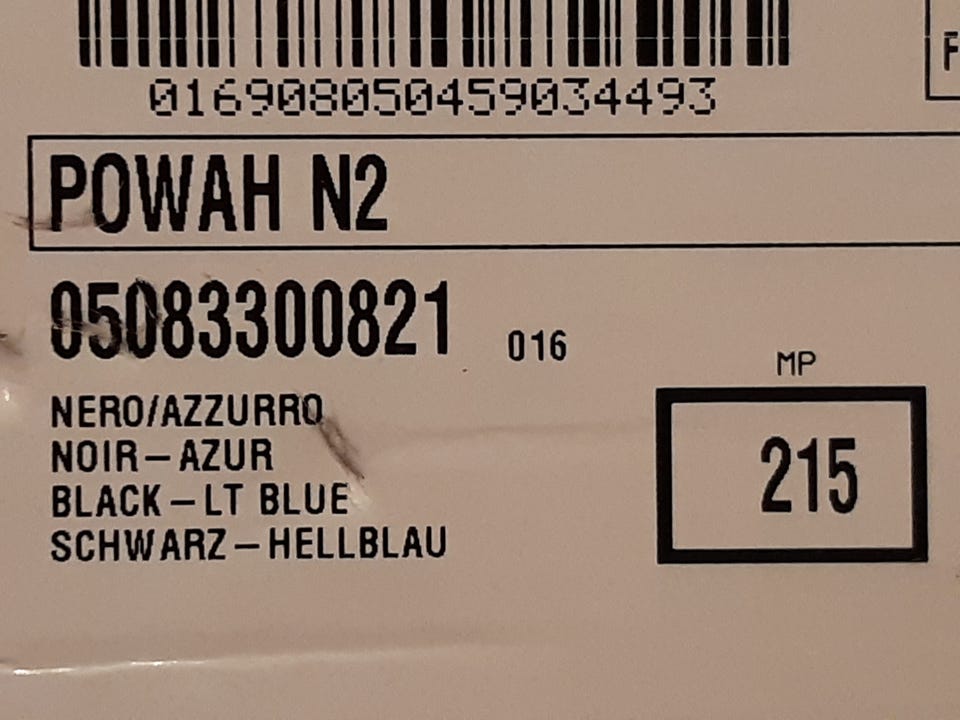 016908050459034493
F
POWAH N2
05083300821 016
MP
215
NERO/AZZURRO
NOIR–AZUR
BLACK–LT BLUE
SCHWARZ–HELLBLAU